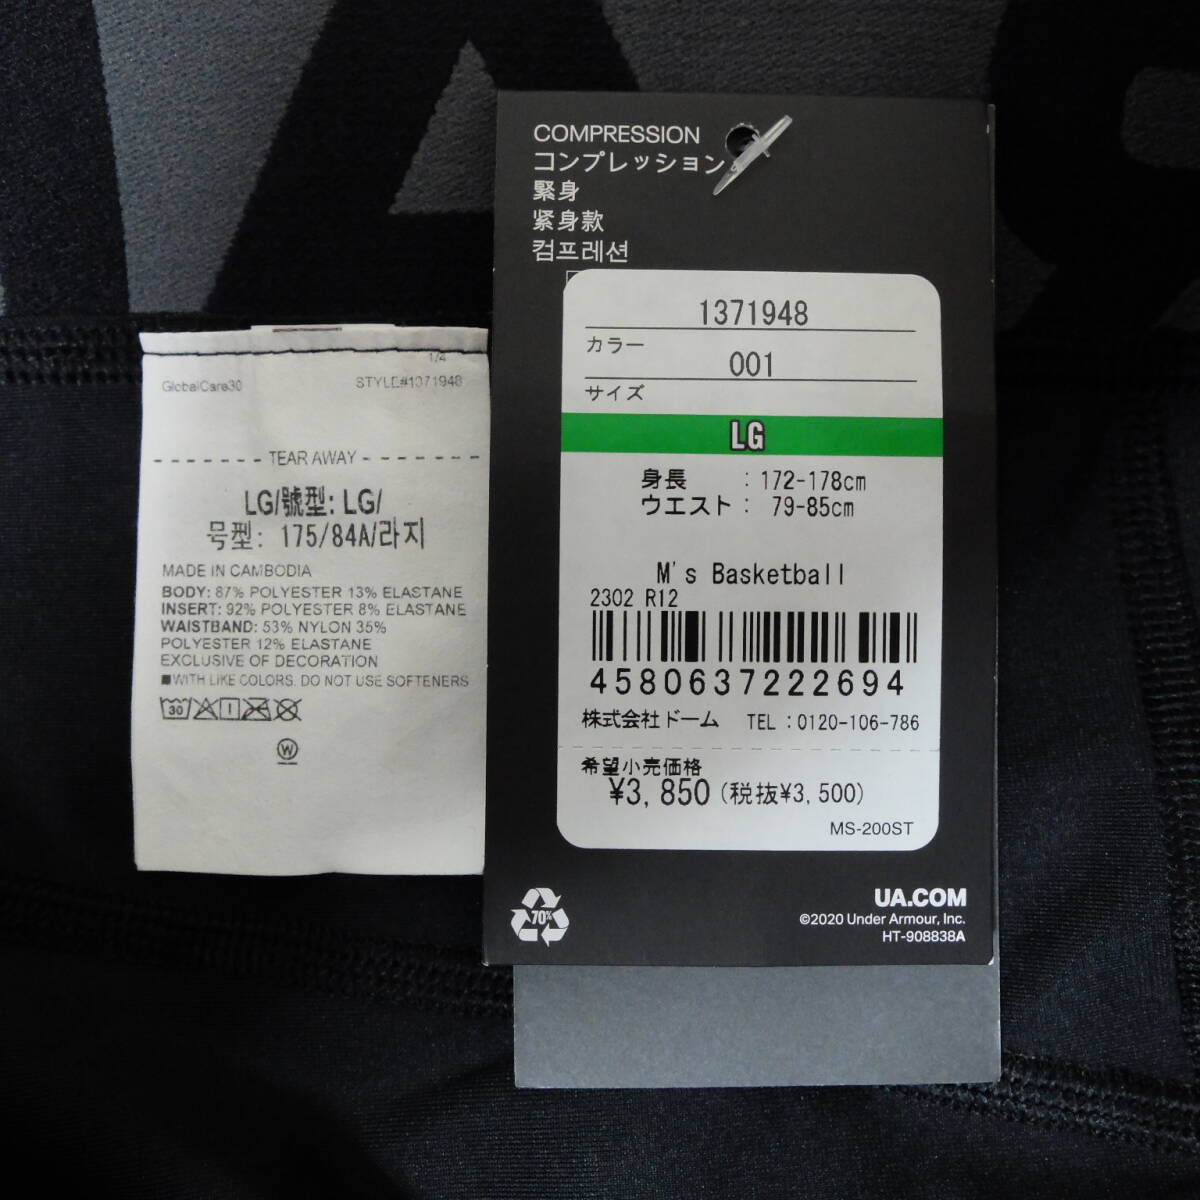 COMPRESSION
コンプレッション
緊身
紧身款
컴프레션
1371948
カラー
001
サイズ
LG
身長 : 172-178cm
ウエスト : 79-85cm
M's Basketball
2302 R12
4580637222694
株式会社ドーム TEL:0120-106-786
希望小売価格
¥3,850(税抜¥3,500)
MS-200ST
70%
UA.COM
©2020 Under Armour, Inc.
HT-908838A
1/4
GlobalCare30 STYLE#1371948
TEAR AWAY
LG/號型: LG/
号型: 175/84A/라지
MADE IN CAMBODIA
BODY: 87% POLYESTER 13% ELASTANE
INSERT: 92% POLYESTER 8% ELASTANE
WAISTBAND: 53% NYLON 35%
POLYESTER 12% ELASTANE
EXCLUSIVE OF DECORATION
■WITH LIKE COLORS. DO NOT USE SOFTENERS
30
W